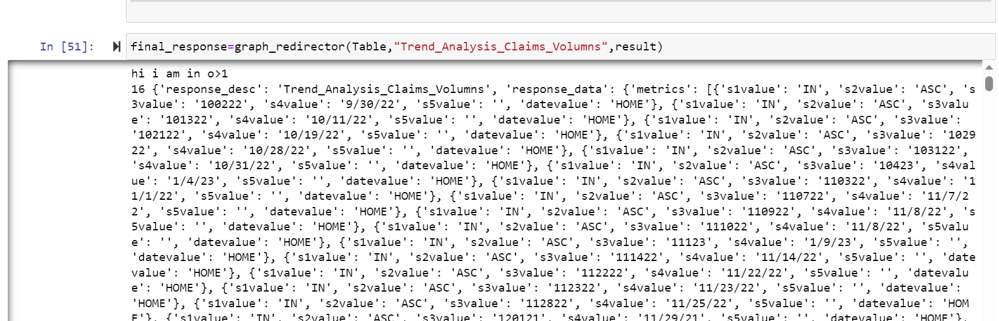 In [51]:
final_response=graph_redirector(Table,"Trend_Analysis_Claims_Volumns",result)
hi i am in o>1
16 {'response_desc': 'Trend_Analysis_Claims_Volumns', 'response_data': {'metrics': [{'s1value': 'IN', 's2value': 'ASC', 's
3value': '100222', 's4value': '9/30/22', 's5value': '', 'datevalue': 'HOME'}, {'s1value': 'IN', 's2value': 'ASC', 's3valu
e': '101322', 's4value': '10/11/22', 's5value': '', 'datevalue': 'HOME'}, {'s1value': 'IN', 's2value': 'ASC', 's3value':
'102122', 's4value': '10/19/22', 's5value': '', 'datevalue': 'HOME'}, {'s1value': 'IN', 's2value': 'ASC', 's3value': '1029
22', 's4value': '10/28/22', 's5value': '', 'datevalue': 'HOME'}, {'s1value': 'IN', 's2value': 'ASC', 's3value': '103122',
's4value': '10/31/22', 's5value': '', 'datevalue': 'HOME'}, {'s1value': 'IN', 's2value': 'ASC', 's3value': '10423', 's4val
ue': '1/4/23', 's5value': '', 'datevalue': 'HOME'}, {'s1value': 'IN', 's2value': 'ASC', 's3value': '110322', 's4value': '1
1/1/22', 's5value': '', 'datevalue': 'HOME'}, {'s1value': 'IN', 's2value': 'ASC', 's3value': '110722', 's4value': '11/7/2
2', 's5value': '', 'datevalue': 'HOME'}, {'s1value': 'IN', 's2value': 'ASC', 's3value': '110922', 's4value': '11/8/22', 's
5value': '', 'datevalue': 'HOME'}, {'s1value': 'IN', 's2value': 'ASC', 's3value': '111022', 's4value': '11/8/22', 's5valu
e': '', 'datevalue': 'HOME'}, {'s1value': 'IN', 's2value': 'ASC', 's3value': '11123', 's4value': '1/9/23', 's5value': '',
'datevalue': 'HOME'}, {'s1value': 'IN', 's2value': 'ASC', 's3value': '111422', 's4value': '11/14/22', 's5value': '', 'date
value': 'HOME'}, {'s1value': 'IN', 's2value': 'ASC', 's3value': '112222', 's4value': '11/22/22', 's5value': '', 'datevalu
e': 'HOME'}, {'s1value': 'IN', 's2value': 'ASC', 's3value': '112322', 's4value': '11/23/22', 's5value': '', 'datevalue':
'HOME'}, {'s1value': 'IN', 's2value': 'ASC', 's3value': '112822', 's4value': '11/25/22', 's5value': '', 'datevalue': 'HOM
E'}, {'s1value': 'IN', 's2value': 'ASC', 's3value': '120121', 's4value': '11/29/21', 's5value': '', 'datevalue': 'HOME'},